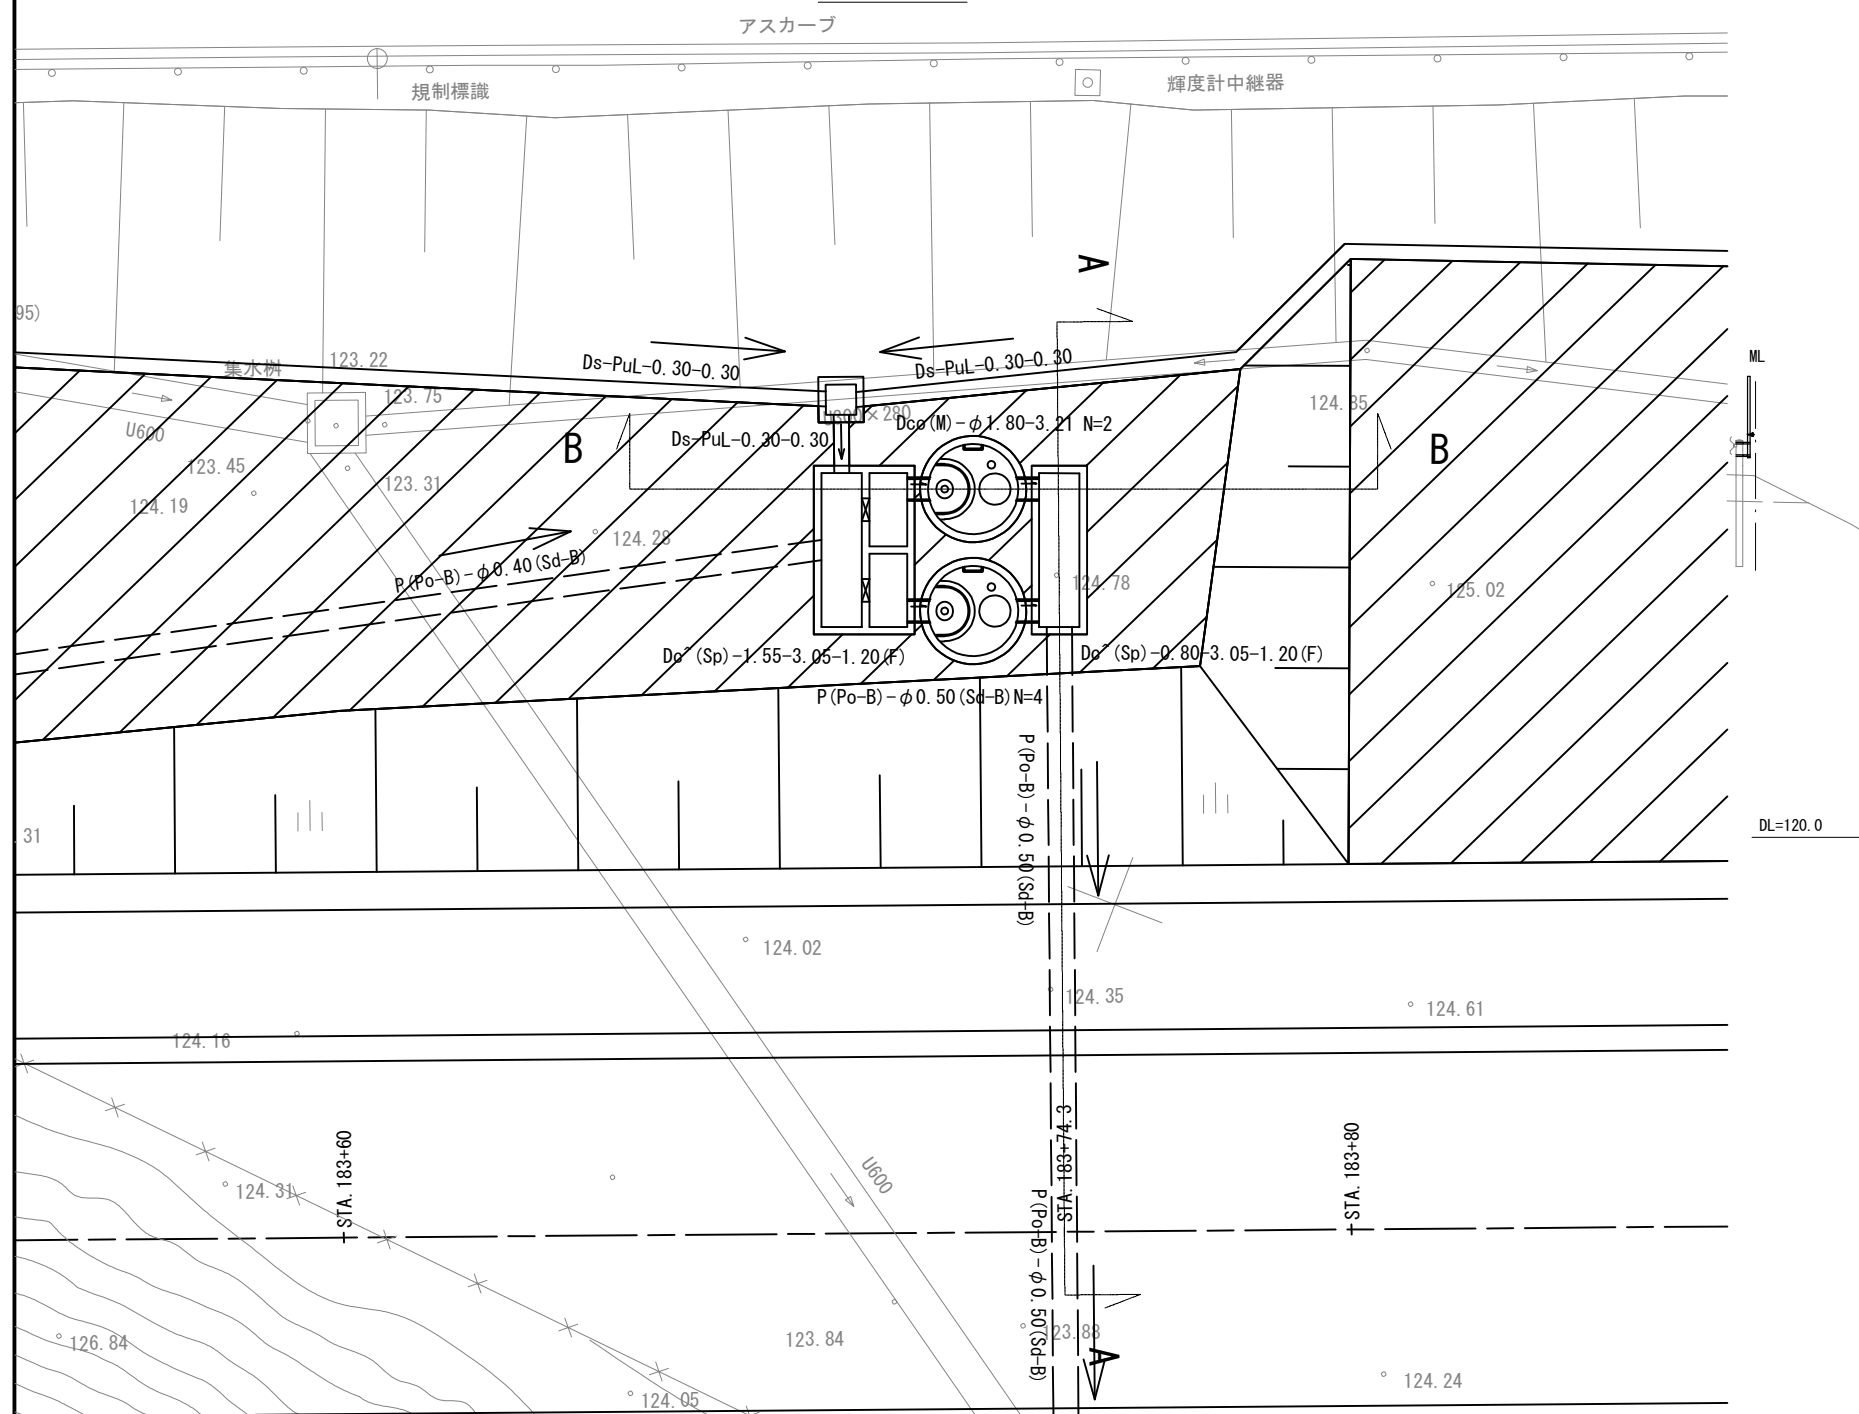 アスカーブ
規制標識
輝度計中継器
A
95)
集水桝
123.22
Ds-PuL-0.30-0.30
Ds-PuL-0.30-0.30
ML
123.75
124.85
U600
Ds-PuL-0.30-0.30
Dco(M)-φ1.80-3.21 N=2
B
B
123.45
123.31
124.19
124.28
P(Po-B)-φ0.40(Sd-B)
124.78
125.02
Do^(Sp)-1.55-3.05-1.20(F)
Do^(Sp)-0.80-3.05-1.20(F)
P(Po-B)-φ0.50(Sd-B)N=4
P(Po-B)-φ0.50(Sd-B)
.31
DL=120.0
124.02
124.35
124.61
124.16
STA.183+60
STA.183+74.3
STA.183+80
U600
124.31
P(Po-B)-φ0.50(Sd-B)
126.84
123.84
123.88
A
124.05
124.24